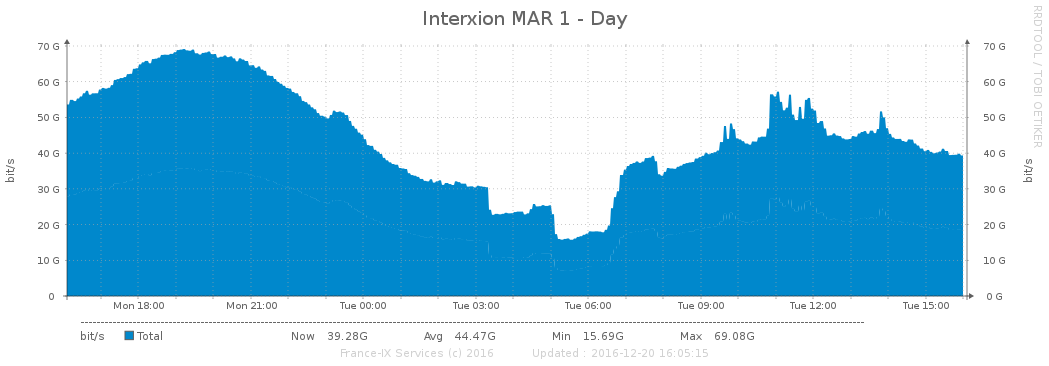 Interxion MAR 1 - Day
RRDTOOL / TOBI OETIKER
70 G 70 G
60 G 60 G
50 G 50 G
40 G 40 G
30 G 30 G
20 G 20 G
10 G 10 G
0 0 G
bit/s bit/s
Mon 18:00 Mon 21:00 Tue 00:00 Tue 03:00 Tue 06:00 Tue 09:00 Tue 12:00 Tue 15:00
bit/s Total Now 39.28G Avg 44.47G Min 15.69G Max 69.08G
France-IX Services (c) 2016 Updated : 2016-12-20 16:05:15